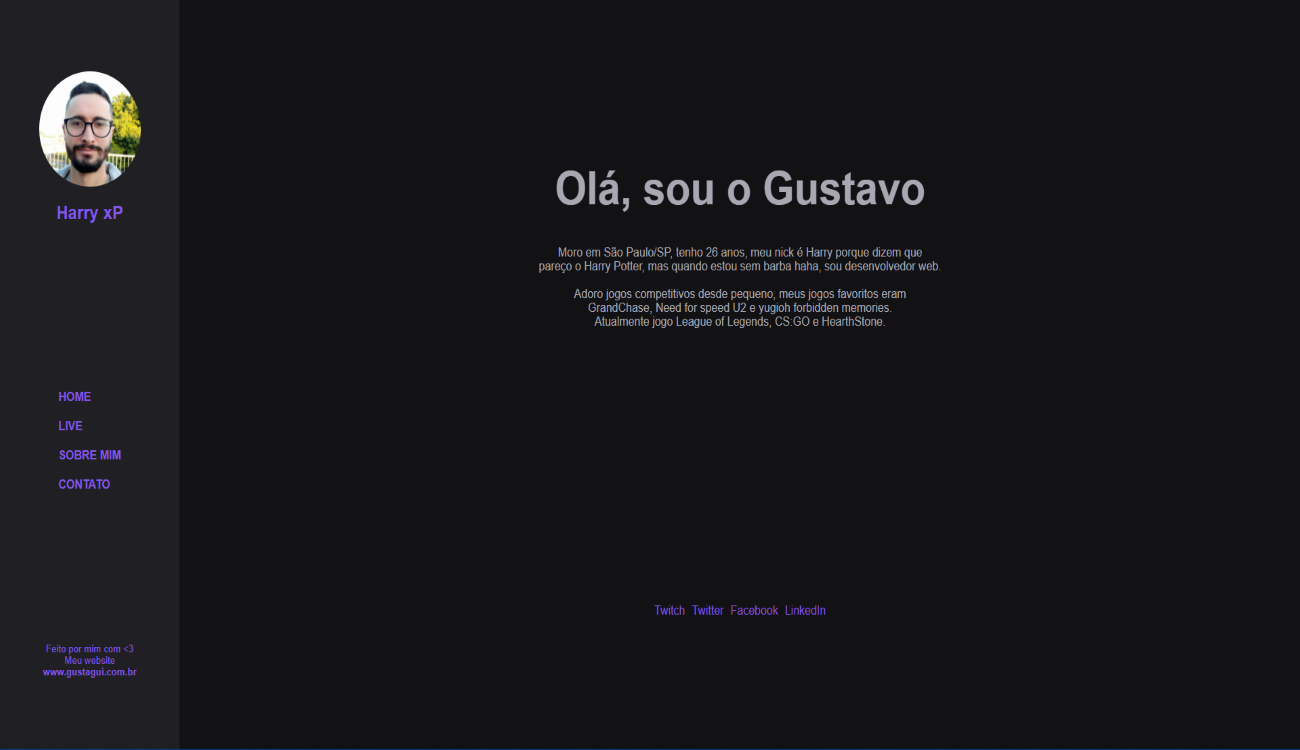 Harry xP
HOME
LIVE
SOBRE MIM
CONTATO
Feito por mim com <3
Meu website
www.gustagui.com.br
Olá, sou o Gustavo
Moro em São Paulo/SP, tenho 26 anos, meu nick é Harry porque dizem que
pareço o Harry Potter, mas quando estou sem barba haha, sou desenvolvedor web.
Adoro jogos competitivos desde pequeno, meus jogos favoritos eram
GrandChase, Need for speed U2 e yugioh forbidden memories.
Atualmente jogo League of Legends, CS:GO e HearthStone.
Twitch Twitter Facebook LinkedIn